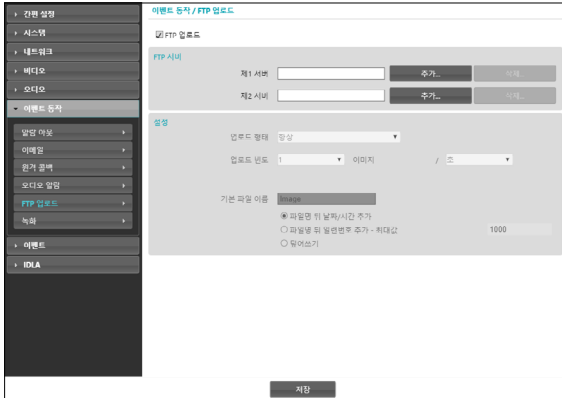 간편 설정
시스템
네트워크
비디오
오디오
이벤트 동작
알람 아웃
이메일
원격 콜백
오디오 알람
FTP 업로드
녹화
이벤트
IDLA
이벤트 동작 / FTP 업로드
FTP 업로드
FTP 서버
제1 서버 추가... 삭제...
제2 서버 추가... 삭제...
설정
업로드 형태 항상
업로드 빈도 1 이미지 / 초
기본 파일 이름 Image
파일명 뒤 날짜/시간 추가
파일명 뒤 일련번호 추가 - 최대값 1000
덮어쓰기
저장